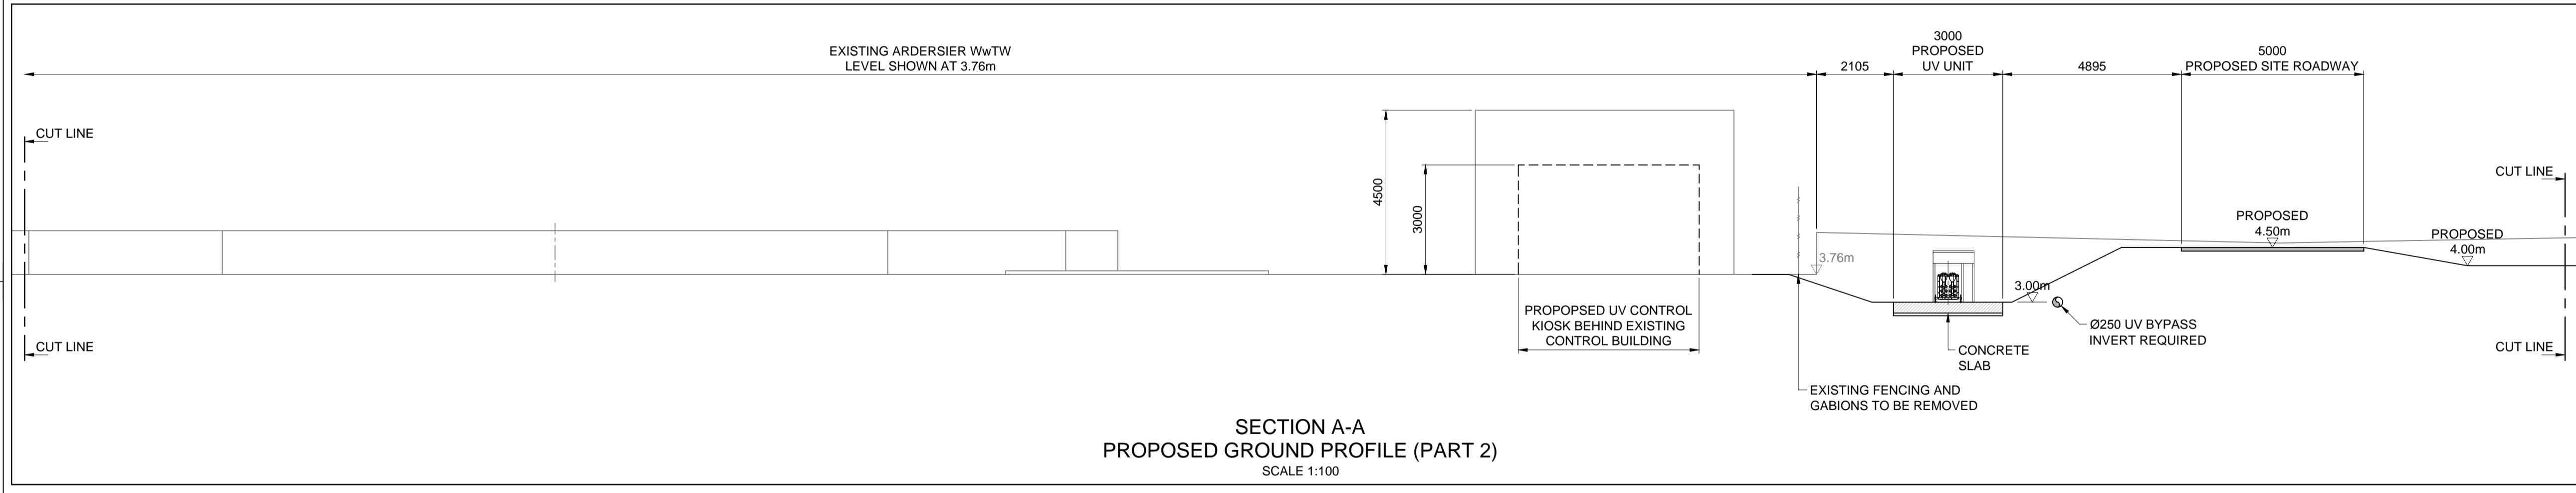 EXISTING ARDERSIER WwTW
LEVEL SHOWN AT 3.76m
2105
3000
PROPOSED
UV UNIT
4895
5000
PROPOSED SITE ROADWAY
CUT LINE
CUT LINE
4500
3000
CUT LINE
PROPOSED
4.50m
PROPOSED
4.00m
3.76m
3.00m
PROPOPSED UV CONTROL
KIOSK BEHIND EXISTING
CONTROL BUILDING
Ø250 UV BYPASS
INVERT REQUIRED
CONCRETE
SLAB
CUT LINE
EXISTING FENCING AND
GABIONS TO BE REMOVED
SECTION A-A
PROPOSED GROUND PROFILE (PART 2)
SCALE 1:100